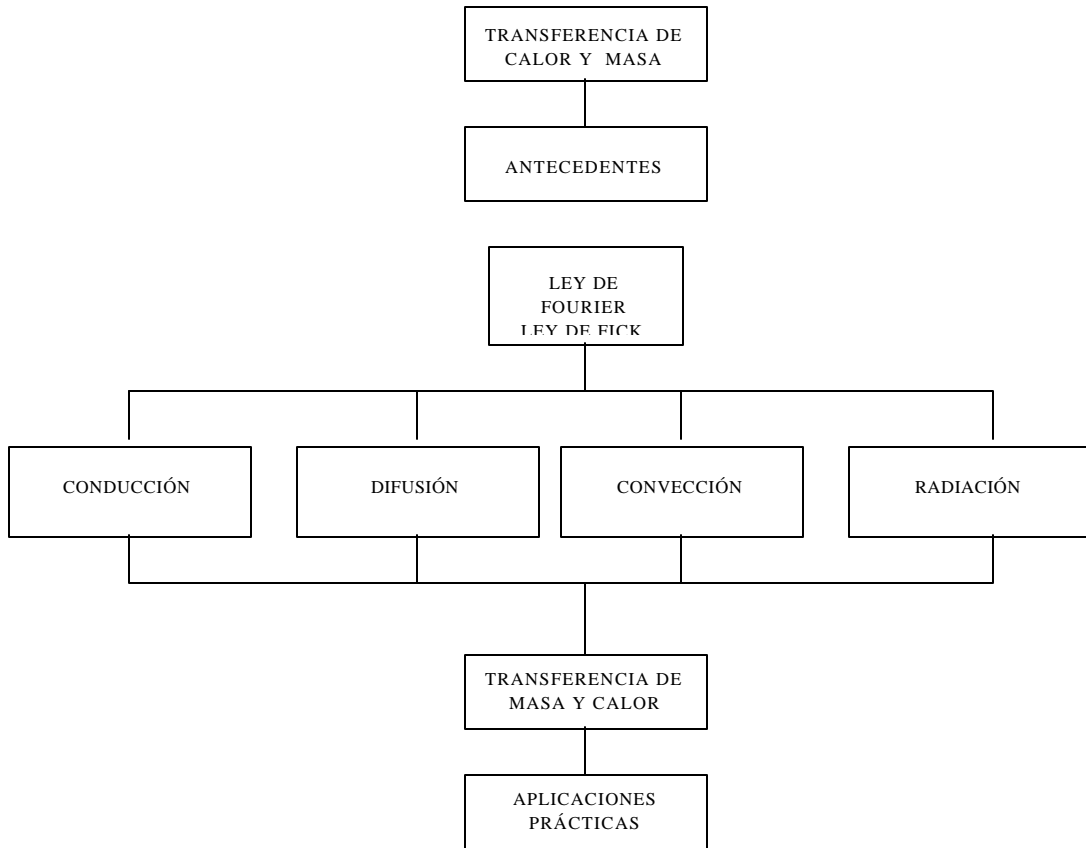 TRANSFERENCIA DE
CALOR Y MASA
ANTECEDENTES
LEY DE
FOURIER
LEY DE FICK
CONDUCCIÓN
DIFUSIÓN
CONVECCIÓN
RADIACIÓN
TRANSFERENCIA DE
MASA Y CALOR
APLICACIONES
PRÁCTICAS